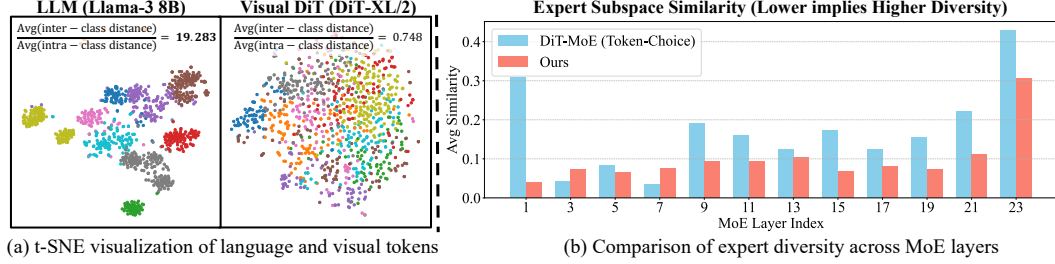 LLM (Llama-3 8B)
Avg(inter − class distance)
Avg(intra − class distance)
= 19.283
Visual DiT (DiT-XL/2)
Avg(inter − class distance)
Avg(intra − class distance)
= 0.748
(a) t-SNE visualization of language and visual tokens
Expert Subspace Similarity (Lower implies Higher Diversity)
DiT-MoE (Token-Choice)
Ours
Avg Similarity
0.4
0.3
0.2
0.1
0.0
1 3 5 7 9 11 13 15 17 19 21 23
MoE Layer Index
(b) Comparison of expert diversity across MoE layers